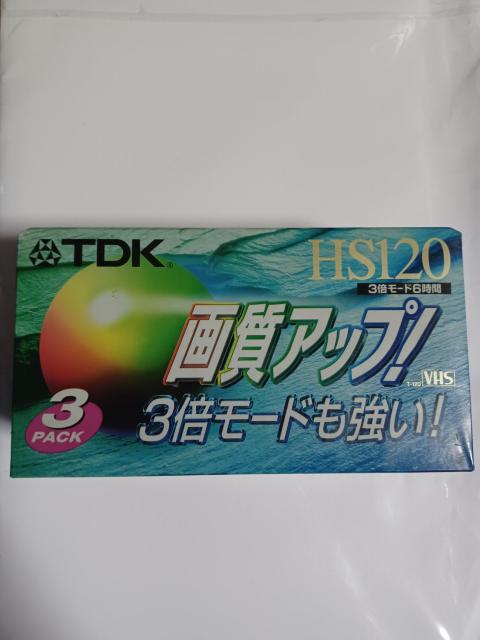 TDK®
HS120
3倍モード6時間
画質アップ!
T-120 VHS
3 PACK
3倍モードも強い!